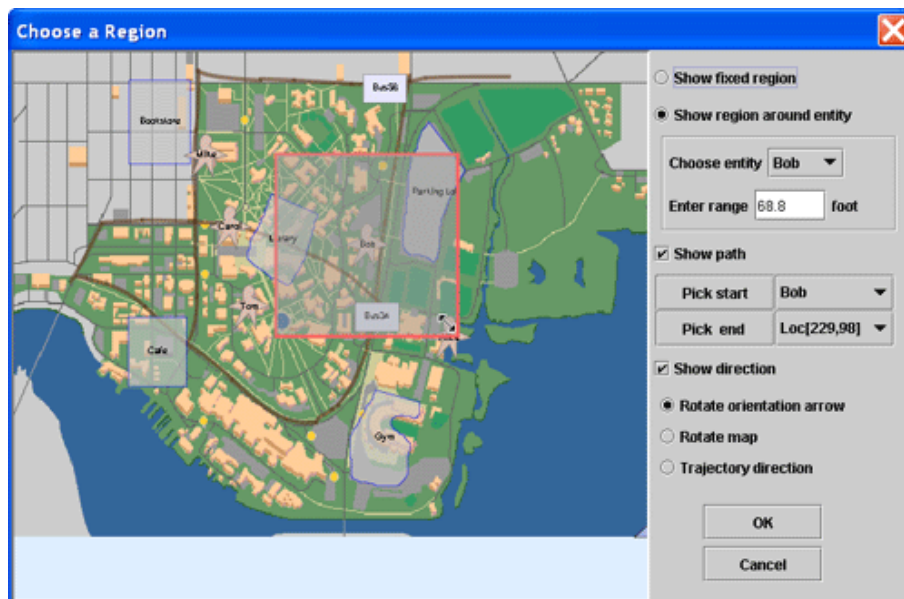 Choose a Region
Bus58
Bookstore
Mike
Parking Lot
Carol
Library
Bob
Tom
Bus34
Cafe
Gym
Show fixed region
Show region around entity
Choose entity Bob
Enter range 68.8 foot
Show path
Pick start Bob
Pick end Loc[229,98]
Show direction
Rotate orientation arrow
Rotate map
Trajectory direction
OK
Cancel